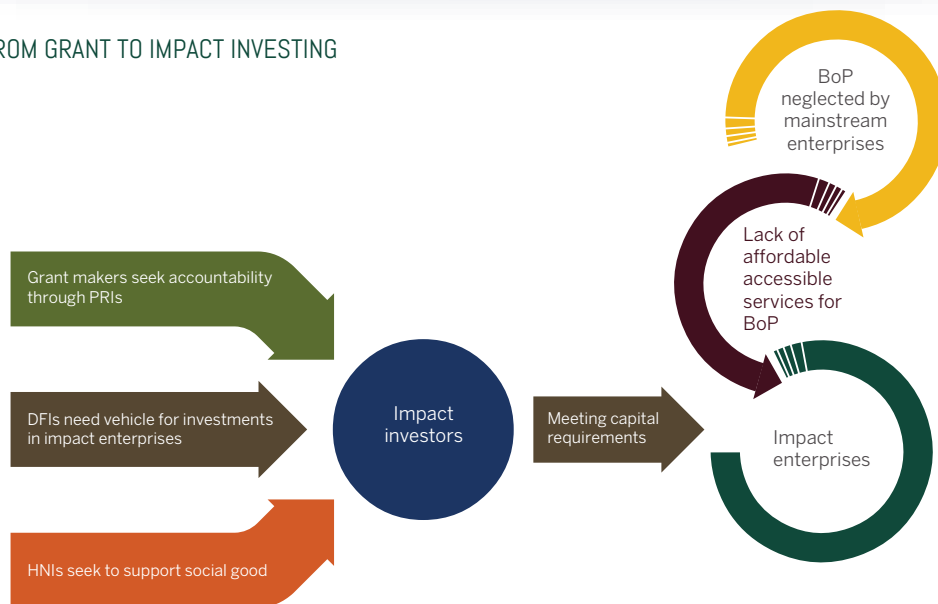 ROM GRANT TO IMPACT INVESTING
BoP
neglected by
mainstream
enterprises
Lack of
affordable
accessible
services for
BoP
Grant makers seek accountability
through PRIs
DFIs need vehicle for investments
in impact enterprises
HNIs seek to support social good
Impact
investors
Meeting capital
requirements
Impact
enterprises